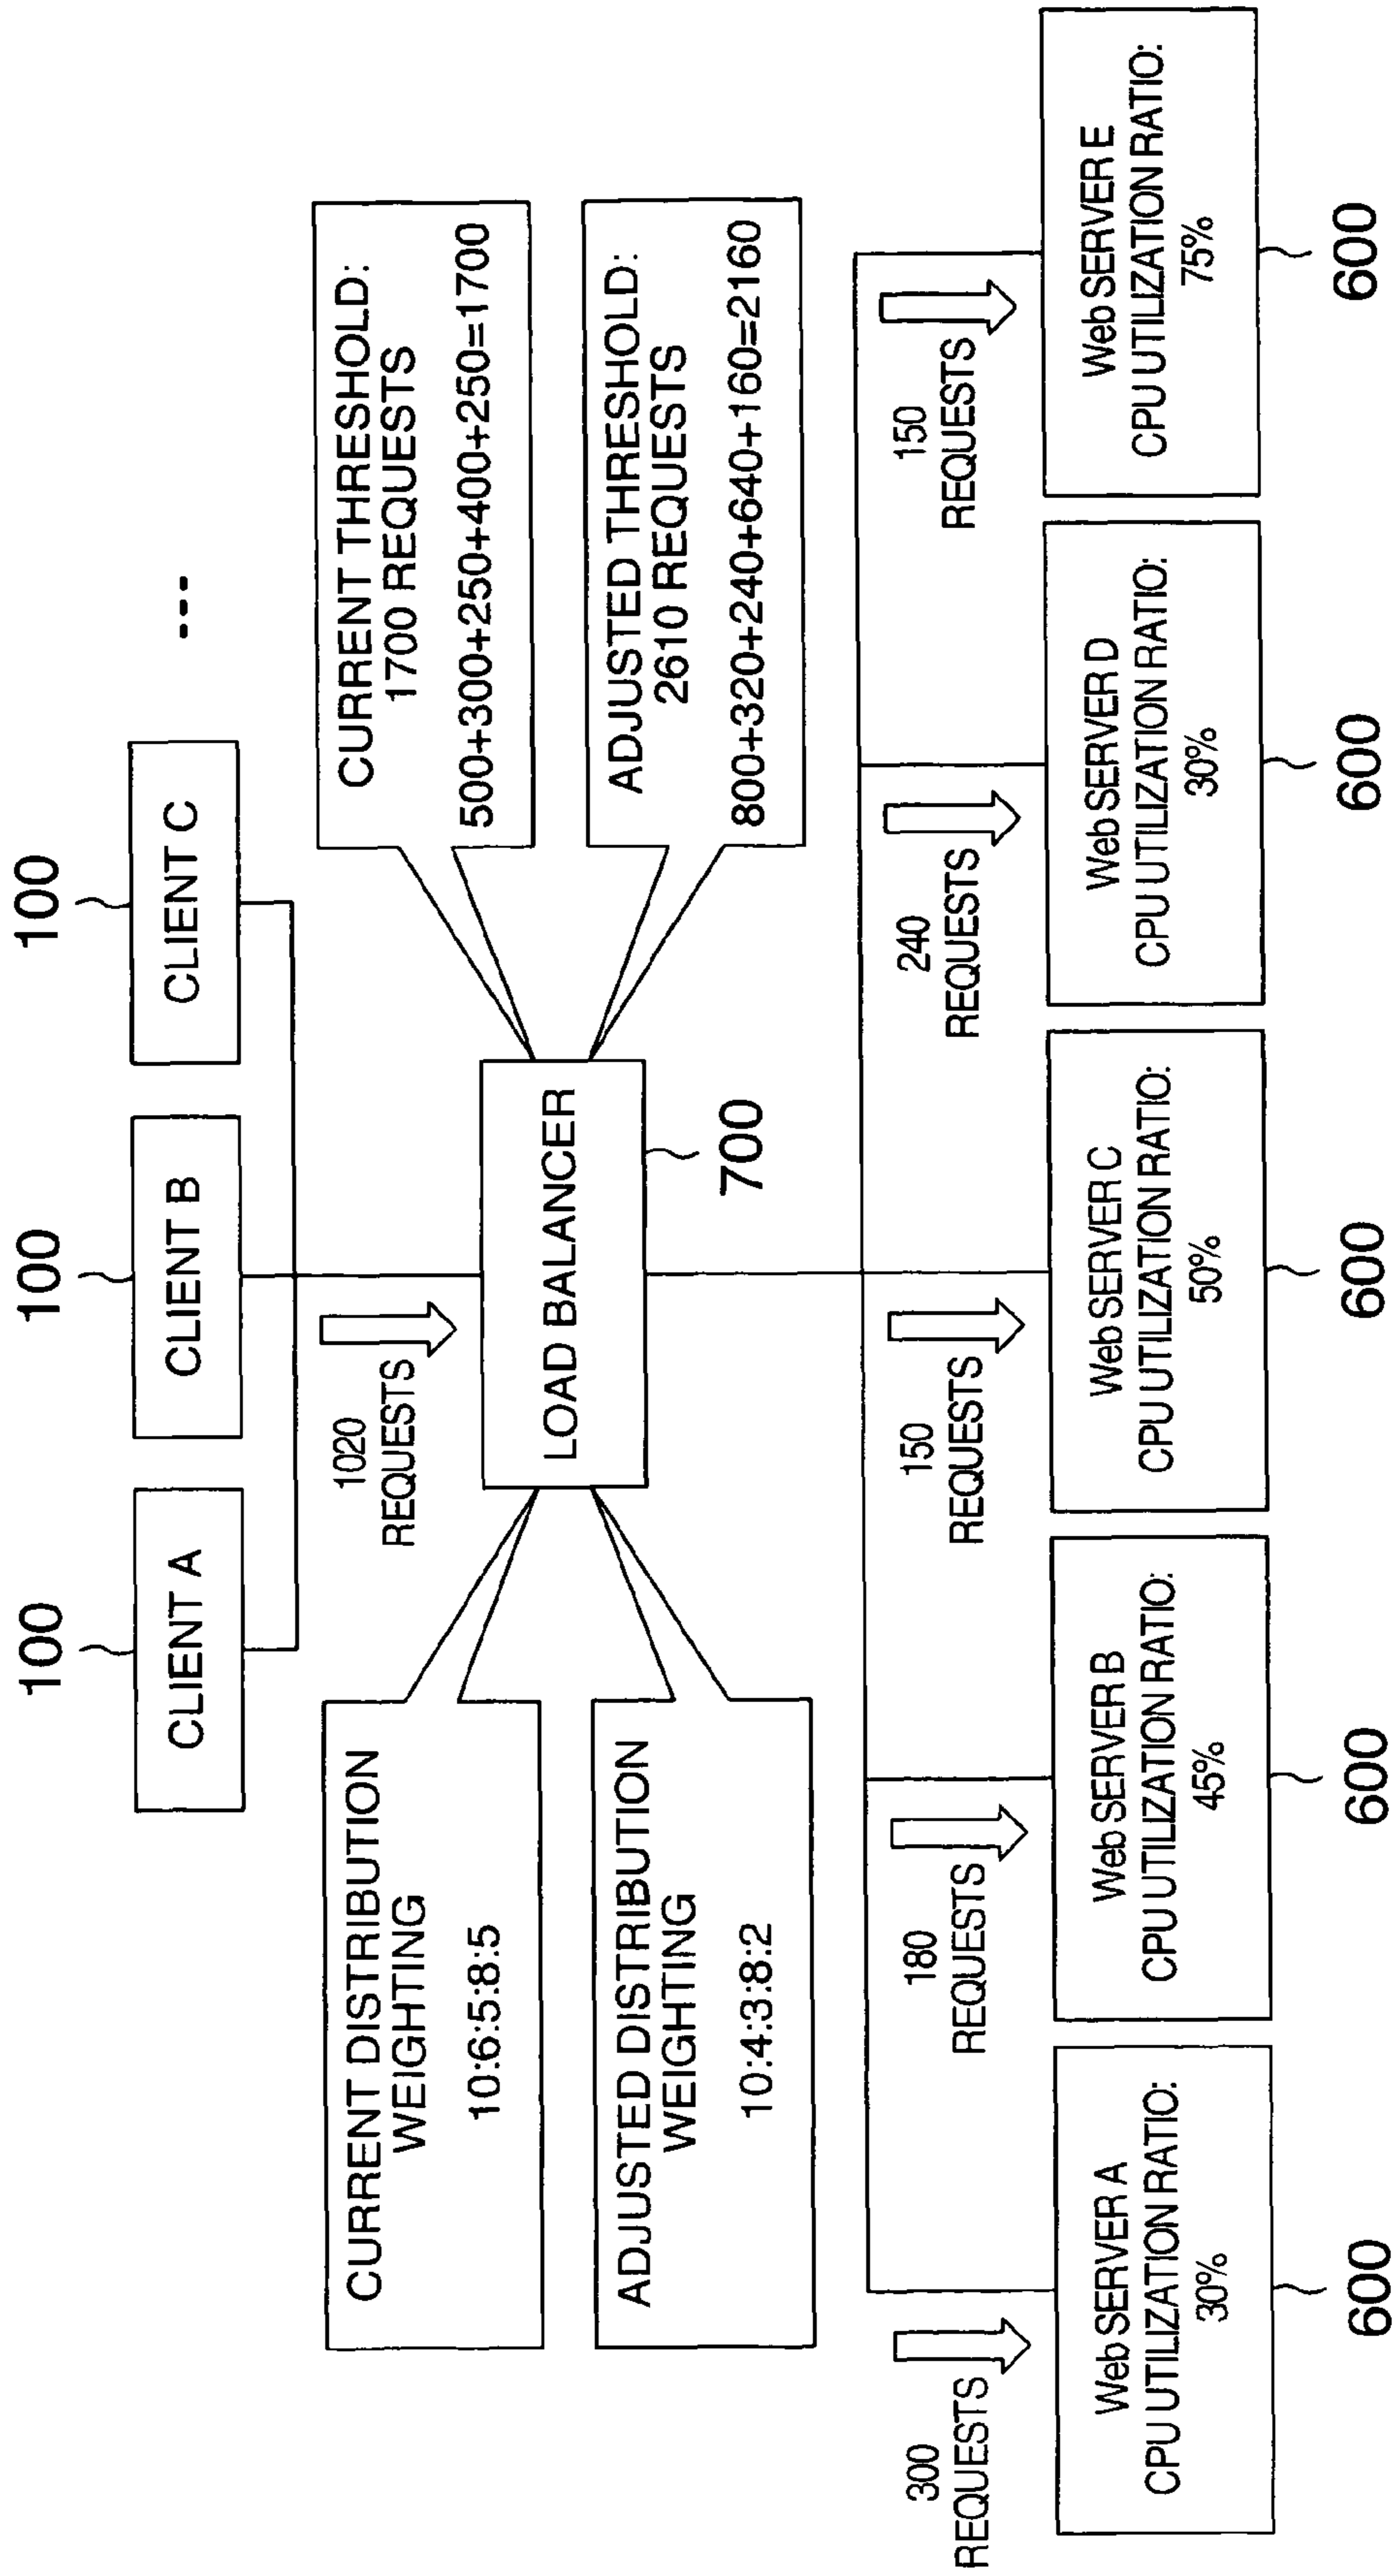 100
100
100
CLIENT A
CLIENT B
CLIENT C
---
1020
REQUESTS
CURRENT DISTRIBUTION
WEIGHTING
10:6:5:8:5
ADJUSTED DISTRIBUTION
WEIGHTING
10:4:3:8:2
LOAD BALANCER
700
CURRENT THRESHOLD:
1700 REQUESTS
500+300+250+400+250=1700
ADJUSTED THRESHOLD:
2610 REQUESTS
800+320+240+640+160=2160
300
REQUESTS
180
REQUESTS
150
REQUESTS
240
REQUESTS
150
REQUESTS
Web SERVER A
CPU UTILIZATION RATIO:
30%
Web SERVER B
CPU UTILIZATION RATIO:
45%
Web SERVER C
CPU UTILIZATION RATIO:
50%
Web SERVER D
CPU UTILIZATION RATIO:
30%
Web SERVER E
CPU UTILIZATION RATIO:
75%
600
600
600
600
600